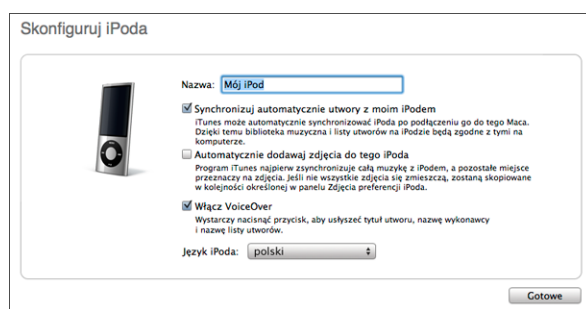 Skonfiguruj iPoda
Nazwa: Mój iPod
Synchronizuj automatycznie utwory z moim iPodem
iTunes może automatycznie synchronizować iPoda po podłączeniu go do tego Maca.
Dzięki temu biblioteka muzyczna i listy utworów na iPodzie będą zgodne z tymi na
komputerze.
Automatycznie dodawaj zdjęcia do tego iPoda
Program iTunes najpierw zsynchronizuje całą muzykę z iPodem, a pozostałe miejsce
przeznaczy na zdjęcia. Jeśli nie wszystkie zdjęcia się zmieszczą, zostaną skopiowane
w kolejności określonej w panelu Zdjęcia preferencji iPoda.
Włącz VoiceOver
Wystarczy nacisnąć przycisk, aby usłyszeć tytuł utworu, nazwę wykonawcy
i nazwę listy utworów.
Język iPoda: polski
Gotowe